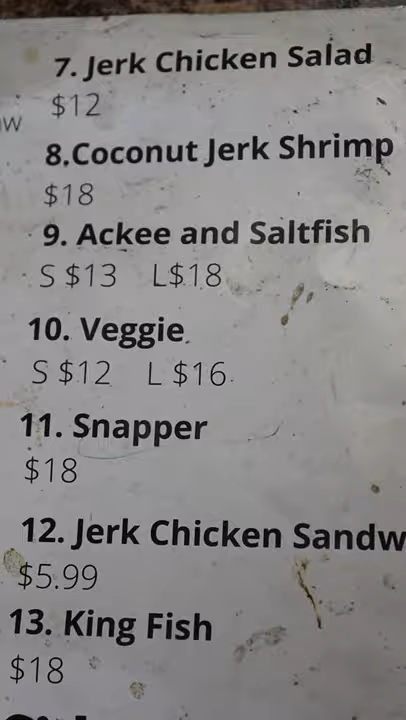 7. Jerk Chicken Salad
$12
8.Coconut Jerk Shrimp
$18
9. Ackee and Saltfish
S $13 L$18
10. Veggie
S $12 L $16
11. Snapper
$18
12. Jerk Chicken Sandw
$5.99
13. King Fish
$18